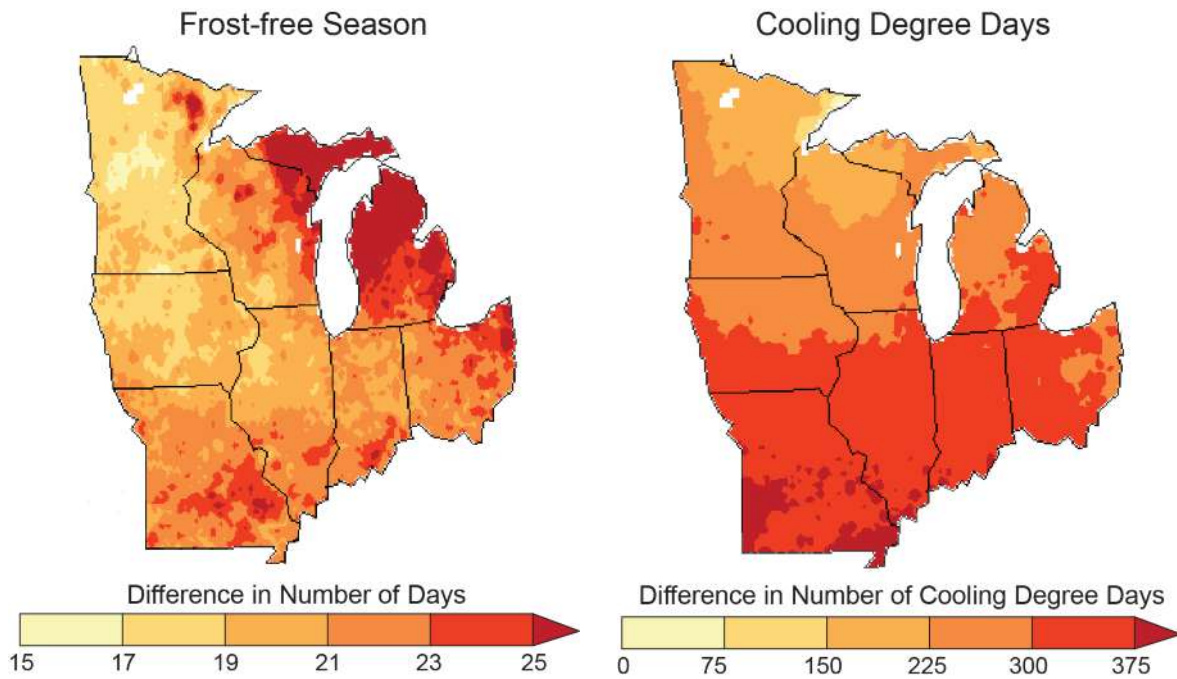 Frost-free Season
Cooling Degree Days
Difference in Number of Days
15 17 19 21 23 25
Difference in Number of Cooling Degree Days
0 75 150 225 300 375